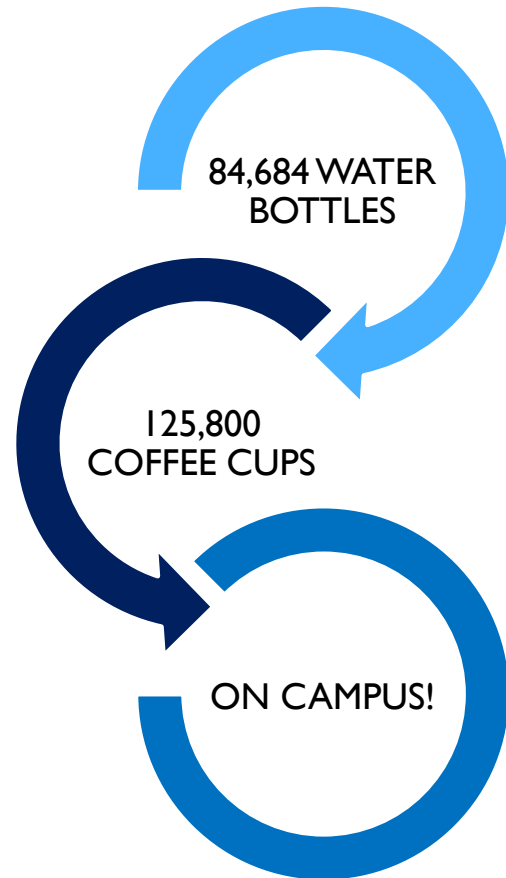 84,684 WATER
BOTTLES
125,800
COFFEE CUPS
ON CAMPUS!